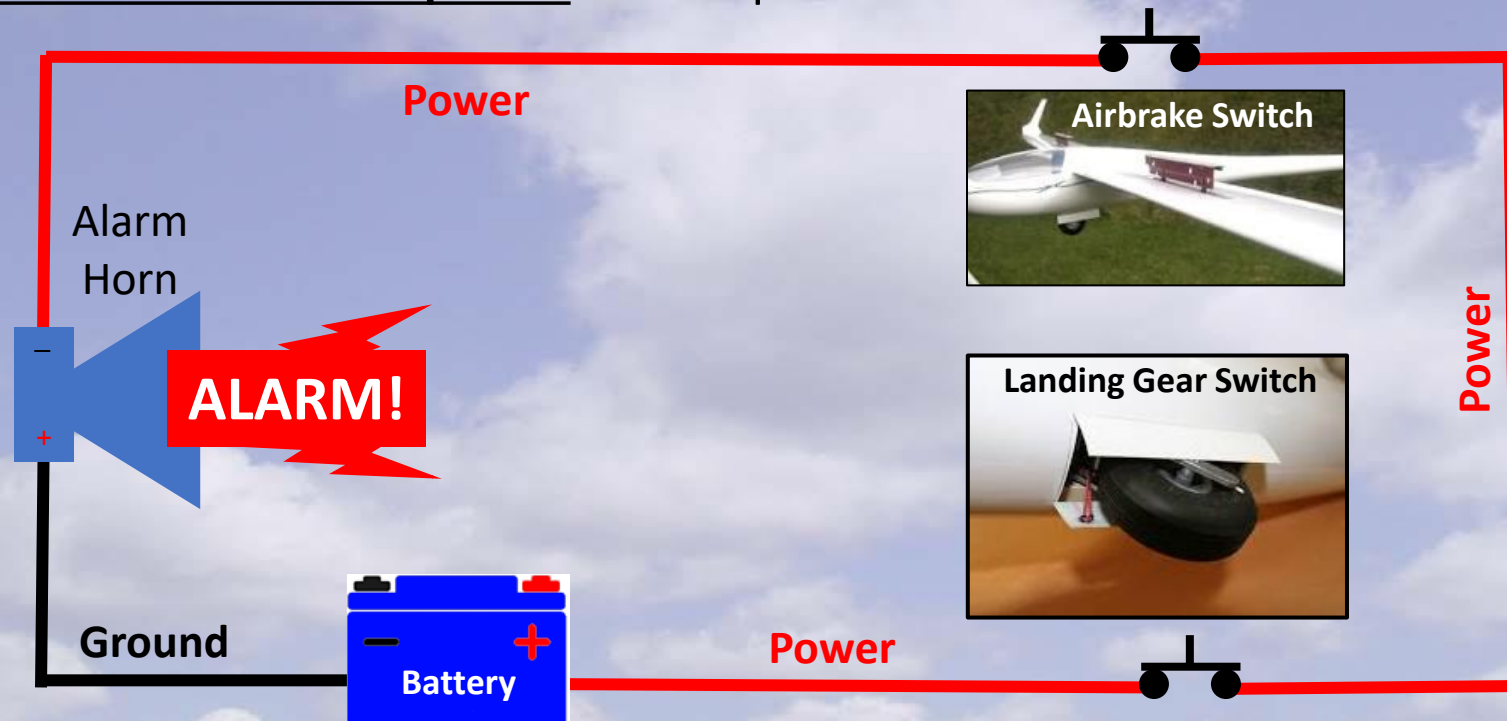 Power
Airbrake Switch
Alarm
Horn
Power
–
Landing Gear Switch
ALARM!
+
Ground
– +
Battery
Power